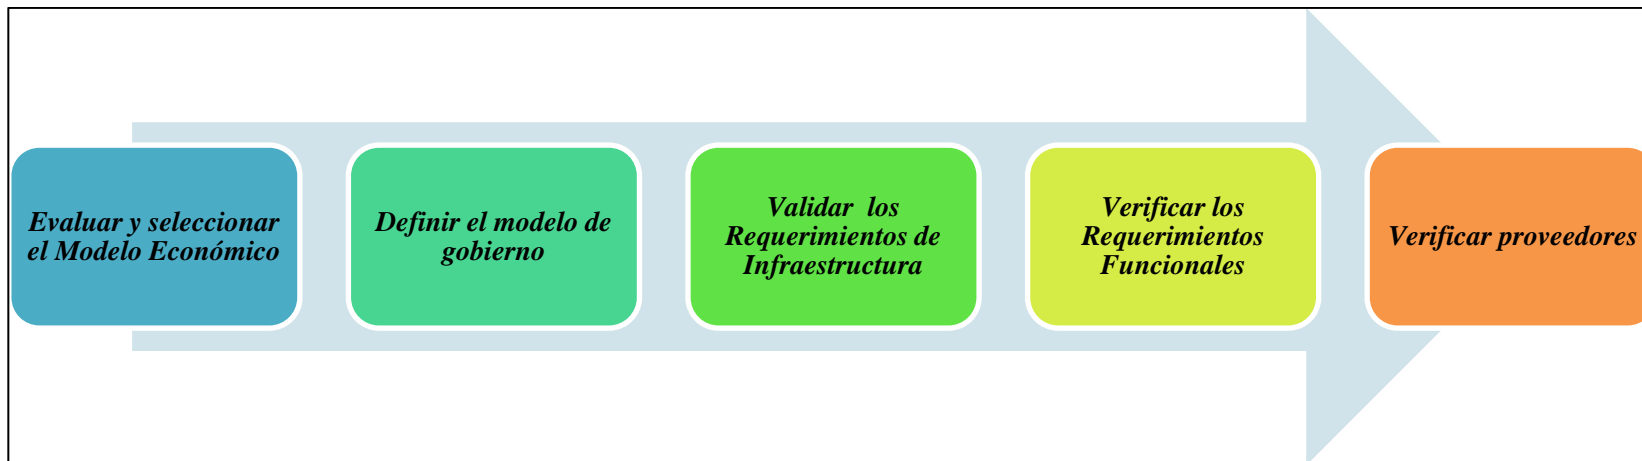 Evaluar y seleccionar
el Modelo Económico
Definir el modelo de
gobierno
Validar  los
Requerimientos de
Infraestructura
Verificar los
Requerimientos
Funcionales
Verificar proveedores